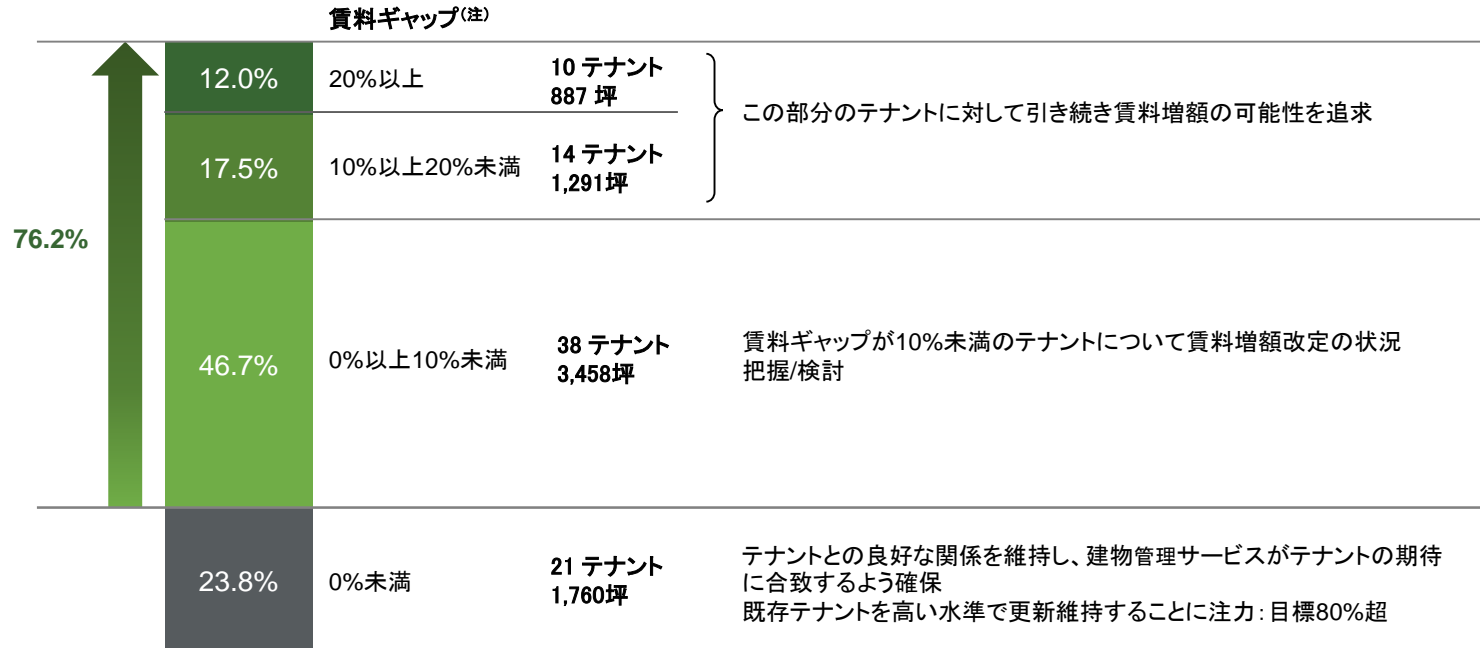 賃料ギャップ(注)
12.0%
20%以上
10 テナント
887 坪
この部分のテナントに対して引き続き賃料増額の可能性を追求
17.5%
10%以上20%未満
14 テナント
1,291坪
76.2%
46.7%
0%以上10%未満
38 テナント
3,458坪
賃料ギャップが10%未満のテナントについて賃料増額改定の状況
把握/検討
23.8%
0%未満
21 テナント
1,760坪
テナントとの良好な関係を維持し、建物管理サービスがテナントの期待
に合致するよう確保
既存テナントを高い水準で更新維持することに注力：目標80%超